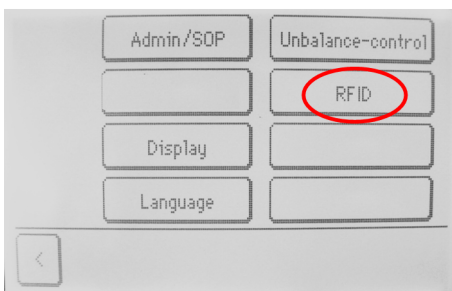 Admin/SOP
Unbalance-control
RFID
Display
Language
<